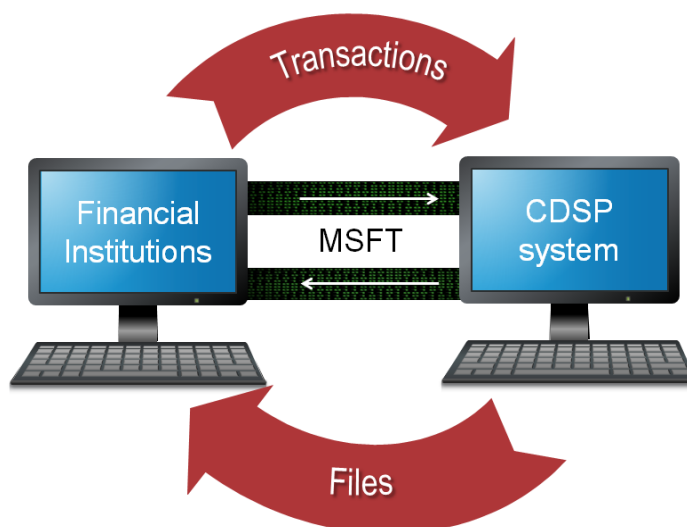 Transactions
Financial
Institutions
MSFT
CDSP
system
Files